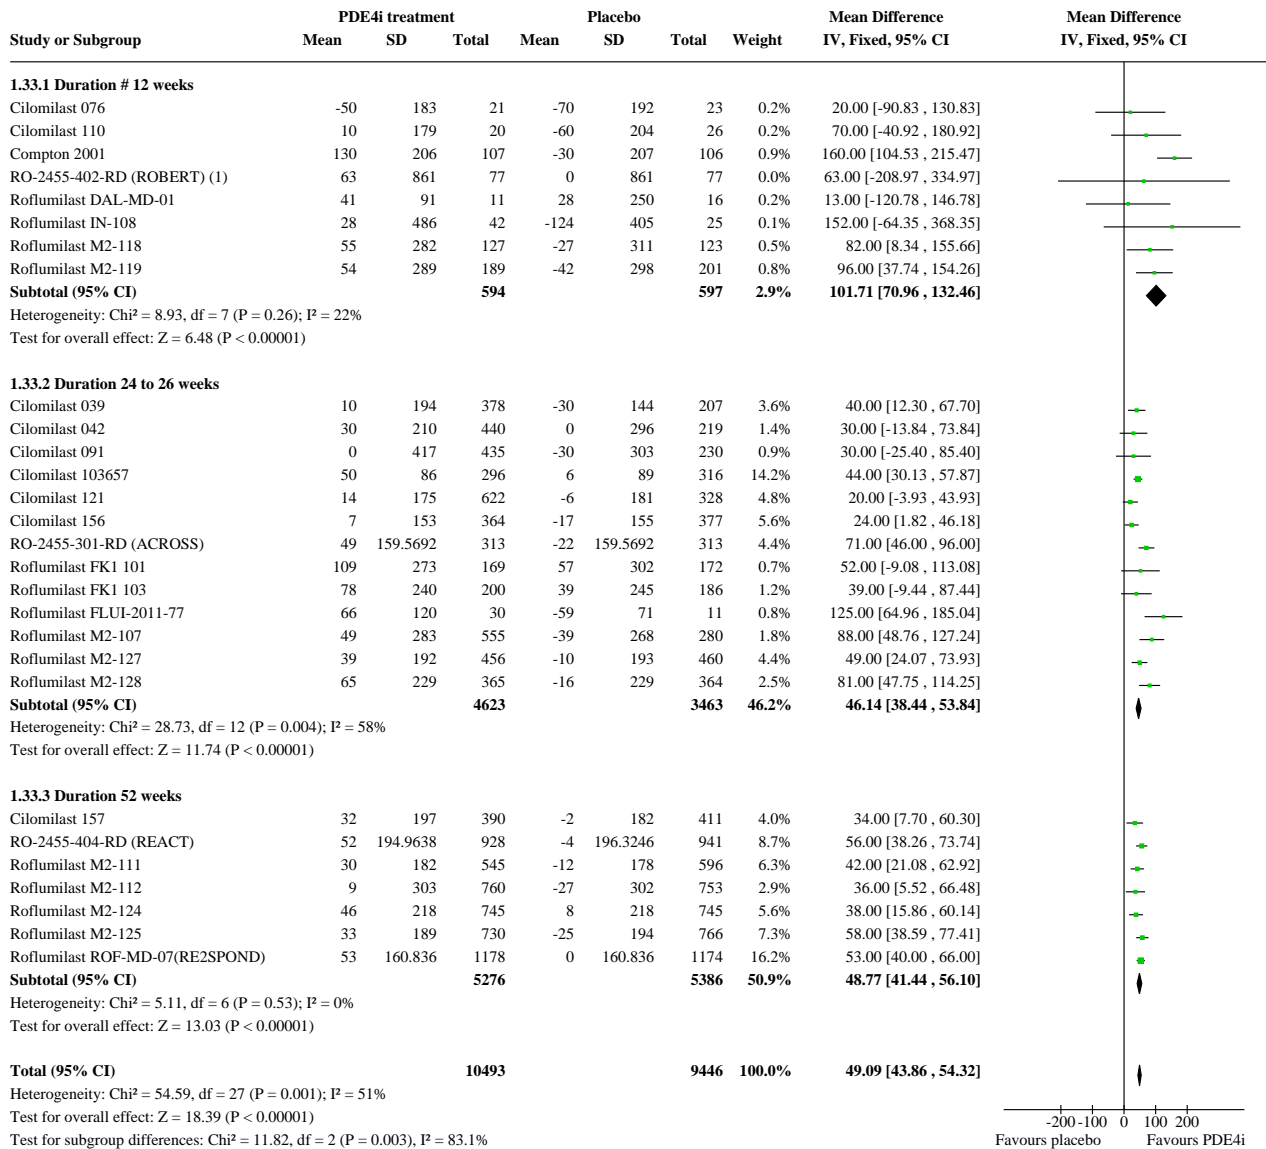 PDE4i treatment Placebo Mean Difference Mean Difference
Study or Subgroup Mean SD Total Mean SD Total Weight IV, Fixed, 95% CI IV, Fixed, 95% CI
1.33.1 Duration # 12 weeks
Cilomilast 076 -50 183 21 -70 192 23 0.2% 20.00 [-90.83 , 130.83]
Cilomilast 110 10 179 20 -60 204 26 0.2% 70.00 [-40.92 , 180.92]
Compton 2001 130 206 107 -30 207 106 0.9% 160.00 [104.53 , 215.47]
RO-2455-402-RD (ROBERT) (1) 63 861 77 0 861 77 0.0% 63.00 [-208.97 , 334.97]
Roflumilast DAL-MD-01 41 91 11 28 250 16 0.2% 13.00 [-120.78 , 146.78]
Roflumilast IN-108 28 486 42 -124 405 25 0.1% 152.00 [-64.35 , 368.35]
Roflumilast M2-118 55 282 127 -27 311 123 0.5% 82.00 [8.34 , 155.66]
Roflumilast M2-119 54 289 189 -42 298 201 0.8% 96.00 [37.74 , 154.26]
Subtotal (95% CI) 594 597 2.9% 101.71 [70.96 , 132.46]
Heterogeneity: Chi² = 8.93, df = 7 (P = 0.26); I² = 22%
Test for overall effect: Z = 6.48 (P < 0.00001)
1.33.2 Duration 24 to 26 weeks
Cilomilast 039 10 194 378 -30 144 207 3.6% 40.00 [12.30 , 67.70]
Cilomilast 042 30 210 440 0 296 219 1.4% 30.00 [-13.84 , 73.84]
Cilomilast 091 0 417 435 -30 303 230 0.9% 30.00 [-25.40 , 85.40]
Cilomilast 103657 50 86 296 6 89 316 14.2% 44.00 [30.13 , 57.87]
Cilomilast 121 14 175 622 -6 181 328 4.8% 20.00 [-3.93 , 43.93]
Cilomilast 156 7 153 364 -17 155 377 5.6% 24.00 [1.82 , 46.18]
RO-2455-301-RD (ACROSS) 49 159.5692 313 -22 159.5692 313 4.4% 71.00 [46.00 , 96.00]
Roflumilast FK1 101 109 273 169 57 302 172 0.7% 52.00 [-9.08 , 113.08]
Roflumilast FK1 103 78 240 200 39 245 186 1.2% 39.00 [-9.44 , 87.44]
Roflumilast FLUI-2011-77 66 120 30 -59 71 11 0.8% 125.00 [64.96 , 185.04]
Roflumilast M2-107 49 283 555 -39 268 280 1.8% 88.00 [48.76 , 127.24]
Roflumilast M2-127 39 192 456 -10 193 460 4.4% 49.00 [24.07 , 73.93]
Roflumilast M2-128 65 229 365 -16 229 364 2.5% 81.00 [47.75 , 114.25]
Subtotal (95% CI) 4623 3463 46.2% 46.14 [38.44 , 53.84]
Heterogeneity: Chi² = 28.73, df = 12 (P = 0.004); I² = 58%
Test for overall effect: Z = 11.74 (P < 0.00001)
1.33.3 Duration 52 weeks
Cilomilast 157 32 197 390 -2 182 411 4.0% 34.00 [7.70 , 60.30]
RO-2455-404-RD (REACT) 52 194.9638 928 -4 196.3246 941 8.7% 56.00 [38.26 , 73.74]
Roflumilast M2-111 30 182 545 -12 178 596 6.3% 42.00 [21.08 , 62.92]
Roflumilast M2-112 9 303 760 -27 302 753 2.9% 36.00 [5.52 , 66.48]
Roflumilast M2-124 46 218 745 8 218 745 5.6% 38.00 [15.86 , 60.14]
Roflumilast M2-125 33 189 730 -25 194 766 7.3% 58.00 [38.59 , 77.41]
Roflumilast ROF-MD-07(RE2SPOND) 53 160.836 1178 0 160.836 1174 16.2% 53.00 [40.00 , 66.00]
Subtotal (95% CI) 5276 5386 50.9% 48.77 [41.44 , 56.10]
Heterogeneity: Chi² = 5.11, df = 6 (P = 0.53); I² = 0%
Test for overall effect: Z = 13.03 (P < 0.00001)
Total (95% CI) 10493 9446 100.0% 49.09 [43.86 , 54.32]
Heterogeneity: Chi² = 54.59, df = 27 (P = 0.001); I² = 51%
Test for overall effect: Z = 18.39 (P < 0.00001)
Test for subgroup differences: Chi² = 11.82, df = 2 (P = 0.003), I² = 83.1%
-200 -100 0 100 200
Favours placebo Favours PDE4i